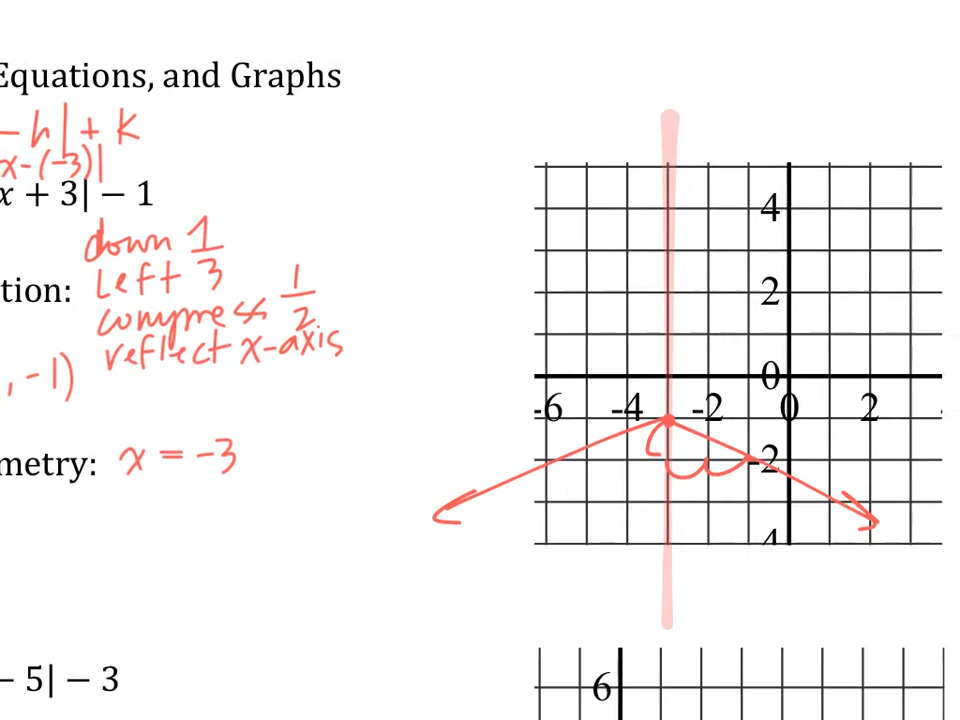 Equations, and Graphs
- h| + k
x-(-3)|
x + 3| − 1
down 1
tion: Left 3
compress 1/2
reflect x-axis
, -1)
metry: x = -3
− 5| − 3
4
2
0
-6 -4 -2 0 2
-2
4
6